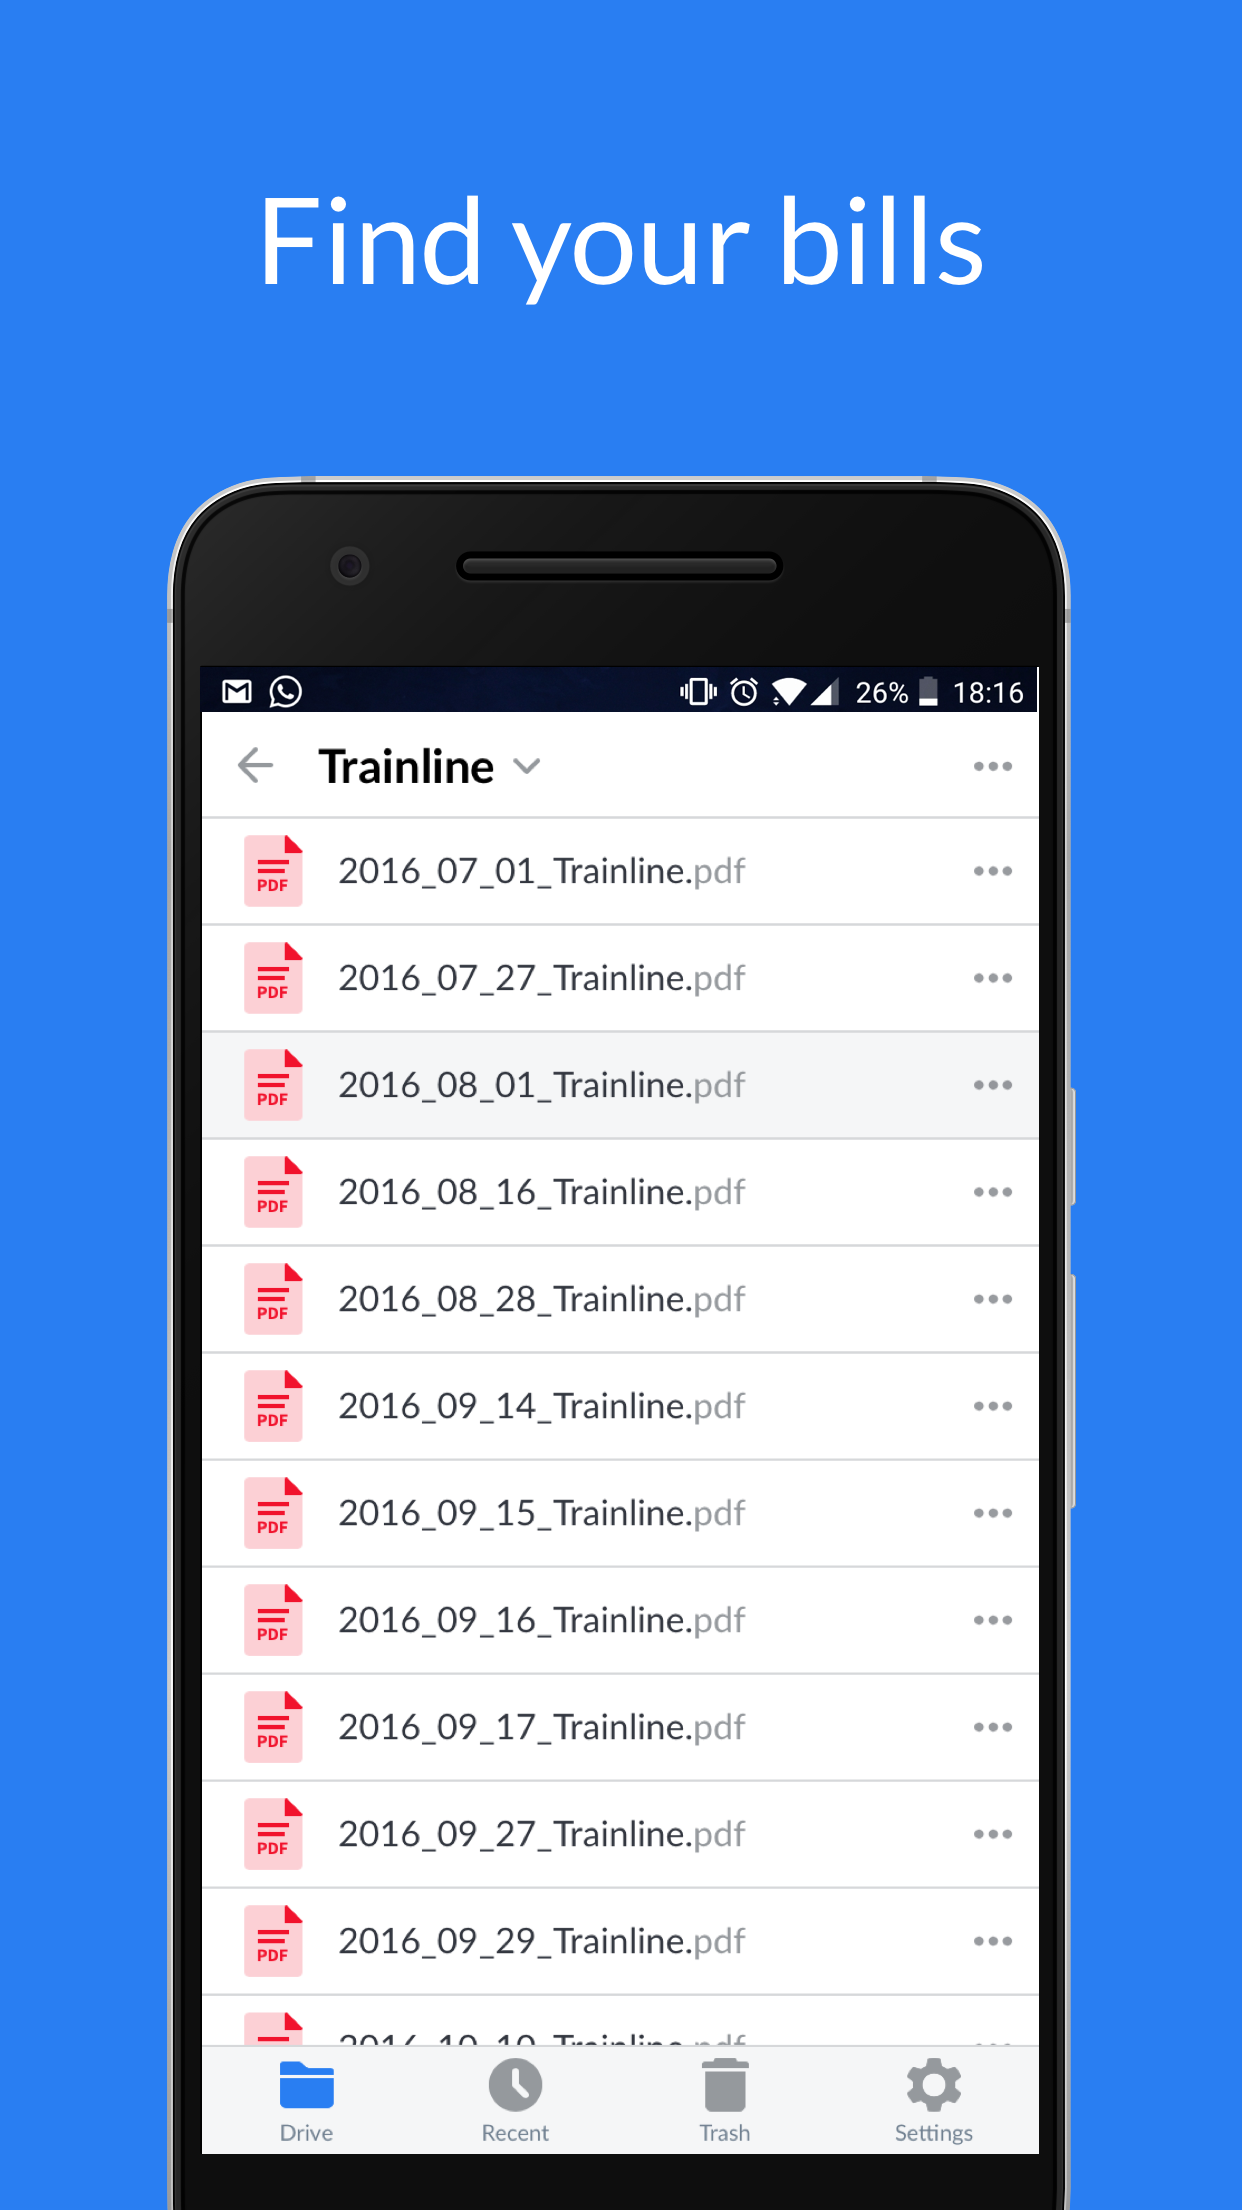 Find your bills
26% 18:16
Trainline
PDF 2016_07_01_Trainline.pdf
PDF 2016_07_27_Trainline.pdf
PDF 2016_08_01_Trainline.pdf
PDF 2016_08_16_Trainline.pdf
PDF 2016_08_28_Trainline.pdf
PDF 2016_09_14_Trainline.pdf
PDF 2016_09_15_Trainline.pdf
PDF 2016_09_16_Trainline.pdf
PDF 2016_09_17_Trainline.pdf
PDF 2016_09_27_Trainline.pdf
PDF 2016_09_29_Trainline.pdf
Drive Recent Trash Settings